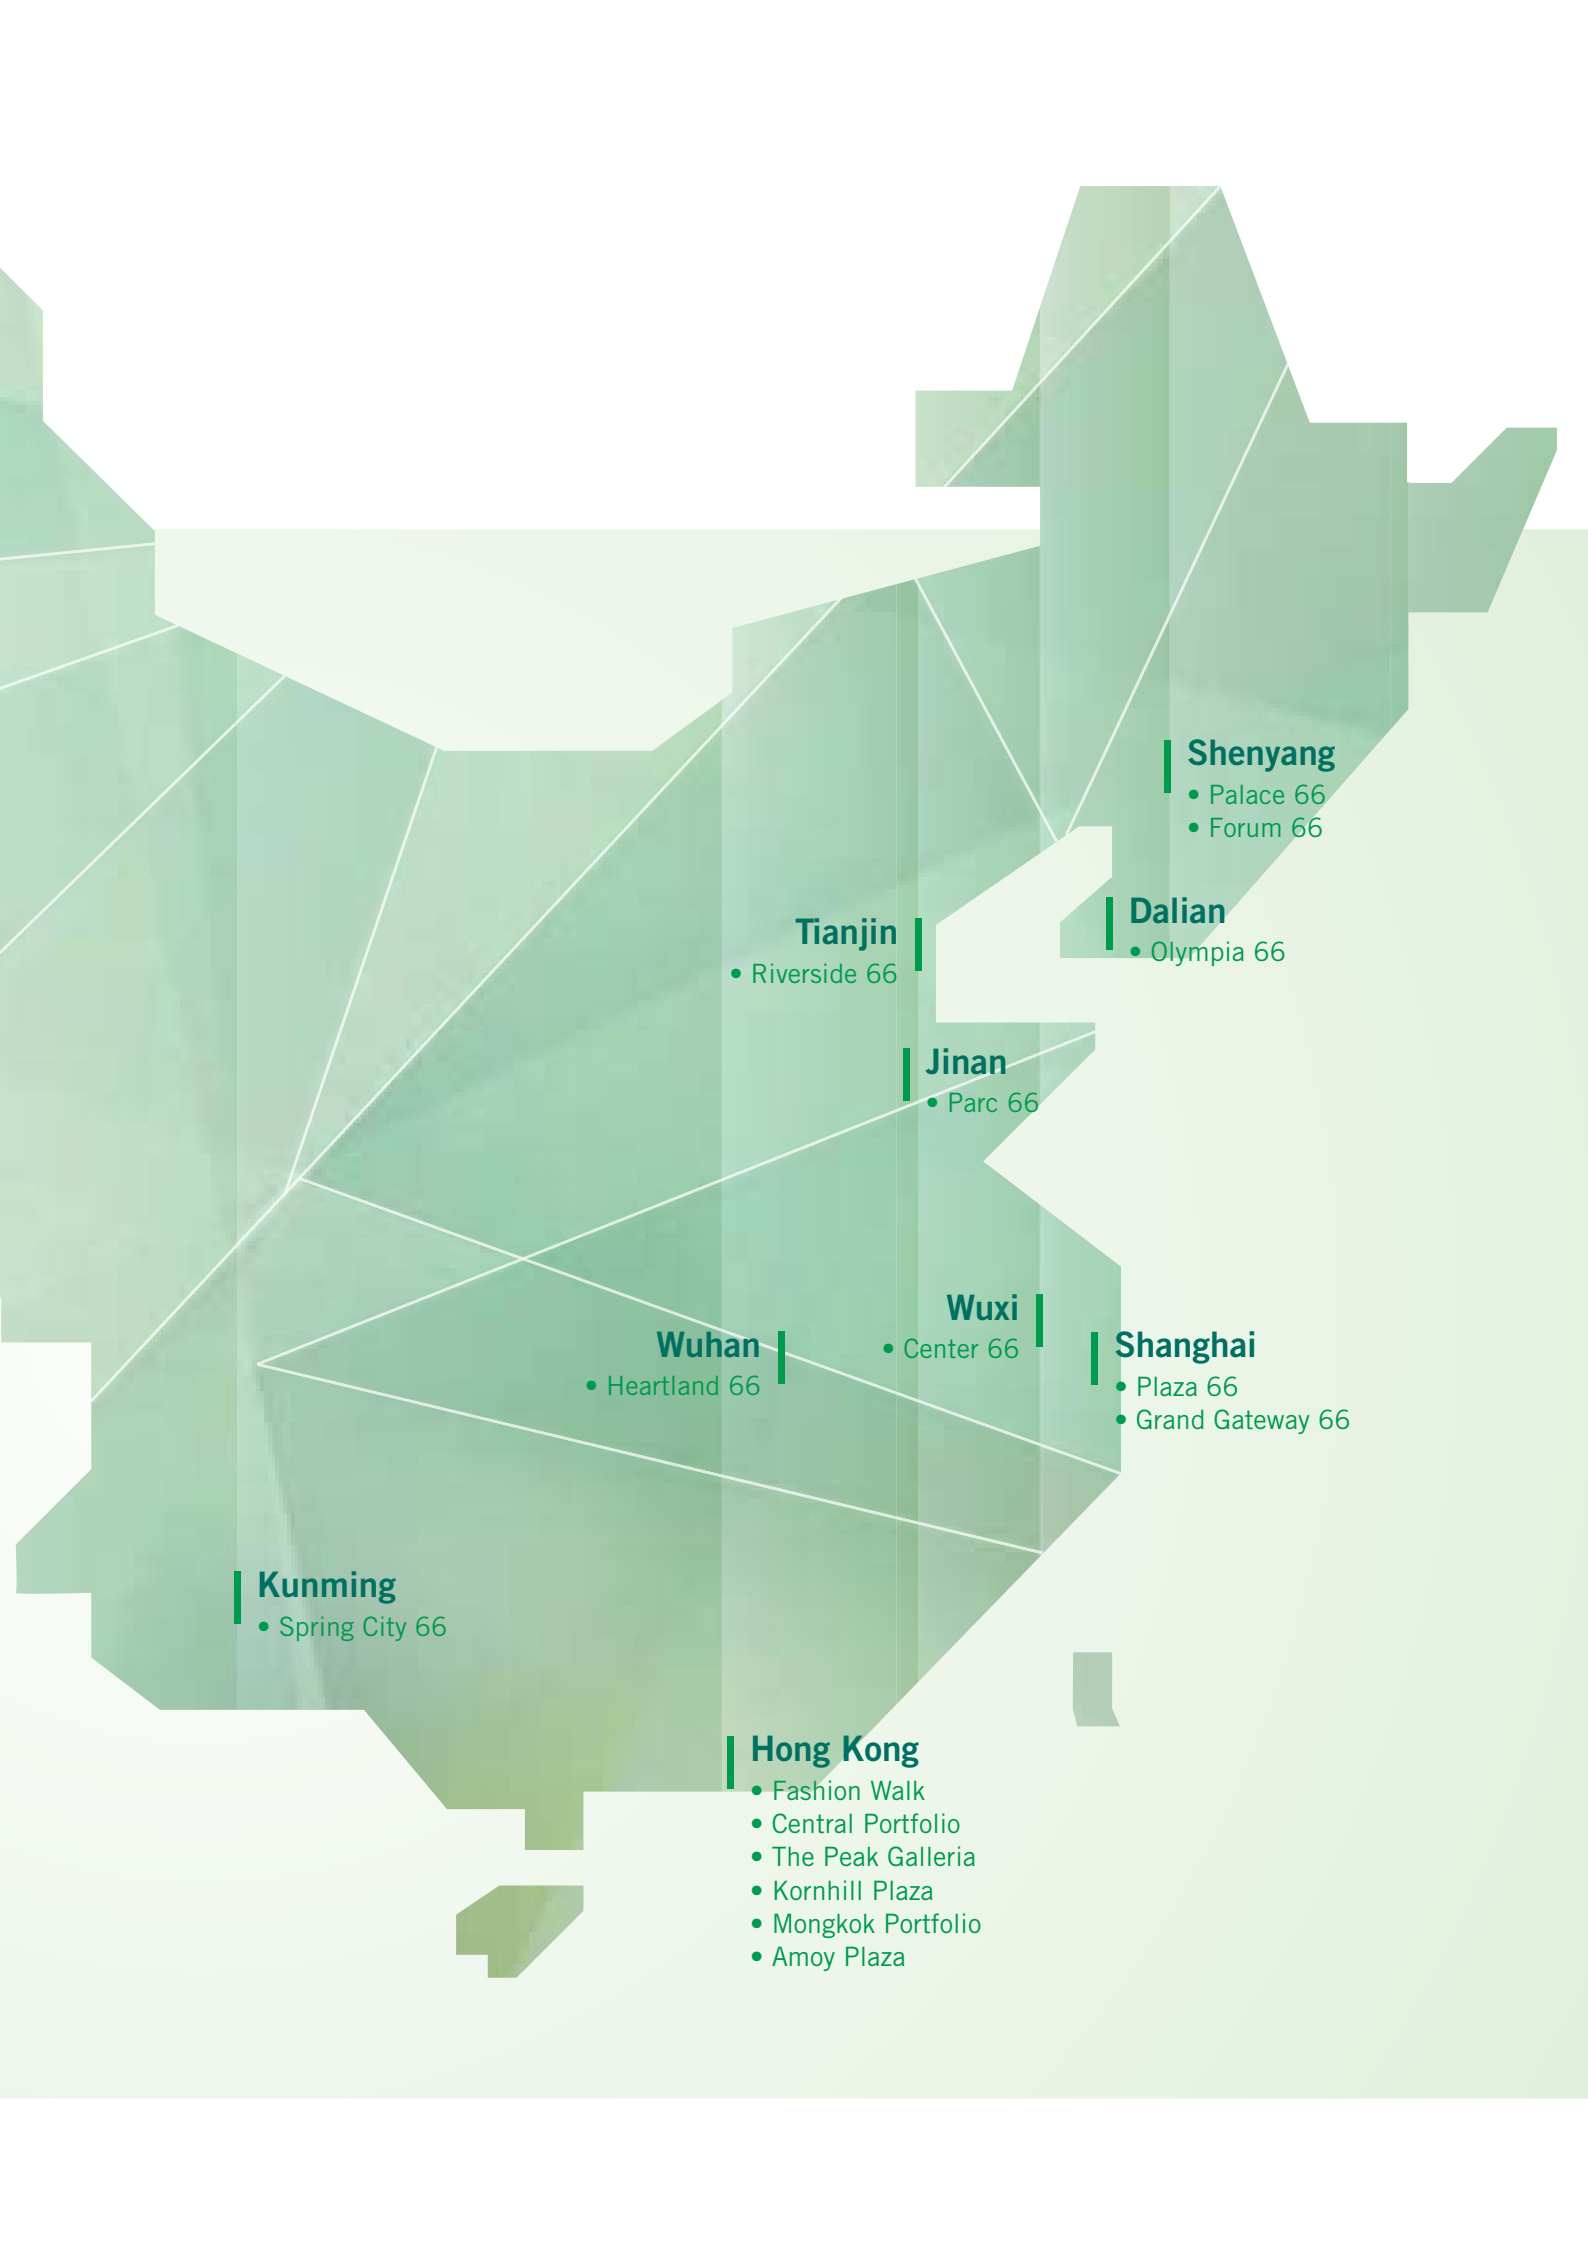 Shenyang
• Palace 66
• Forum 66
Dalian
• Olympia 66
Tianjin
• Riverside 66
Jinan
• Parc 66
Wuxi
• Center 66
Wuhan
• Heartland 66
Shanghai
• Plaza 66
• Grand Gateway 66
Kunming
• Spring City 66
Hong Kong
• Fashion Walk
• Central Portfolio
• The Peak Galleria
• Kornhill Plaza
• Mongkok Portfolio
• Amoy Plaza